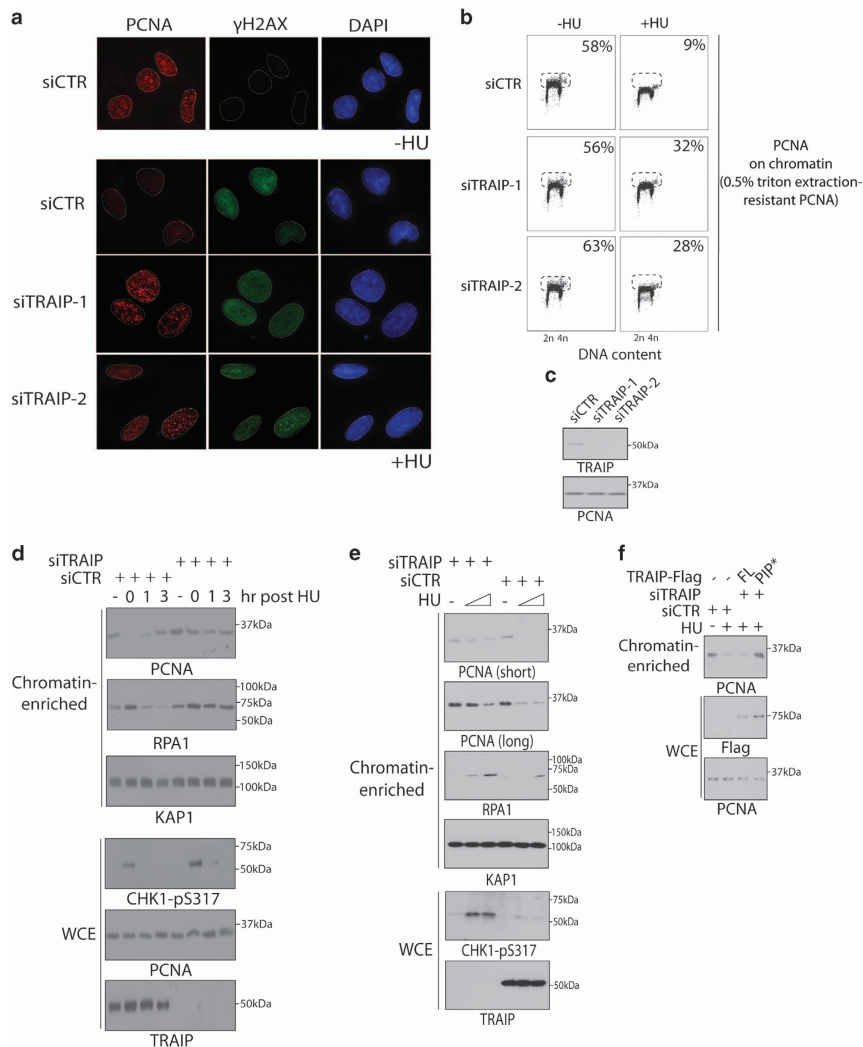 a
PCNA γH2AX DAPI
siCTR
-HU
siCTR
siTRAIP-1
siTRAIP-2
+HU
b
-HU +HU
siCTR 58% 9%
siTRAIP-1 56% 32%
siTRAIP-2 63% 28%
2n 4n 2n 4n
DNA content
PCNA
on chromatin
(0.5% triton extraction-
resistant PCNA)
c
siCTR siTRAIP-1 siTRAIP-2
-50kDa
TRAIP
-37kDa
PCNA
d
siTRAIP + + + +
siCTR + + + +
- 0 1 3 - 0 1 3 hr post HU
Chromatin-
enriched
-37kDa
PCNA
-100kDa
-75kDa
-50kDa
RPA1
-150kDa
-100kDa
KAP1
WCE
-75kDa
-50kDa
CHK1-pS317
-37kDa
PCNA
-50kDa
TRAIP
e
siTRAIP + + +
siCTR + + +
HU - -
Chromatin-
enriched
-37kDa
PCNA (short)
-37kDa
PCNA (long)
-100kDa
-75kDa
-50kDa
RPA1
-150kDa
-100kDa
KAP1
WCE
-75kDa
-50kDa
CHK1-pS317
-50kDa
TRAIP
f
TRAIP-Flag - - FL PIP*
siTRAIP + +
siCTR + +
HU - + + +
Chromatin-
enriched
-37kDa
PCNA
WCE
-75kDa
Flag
-37kDa
PCNA